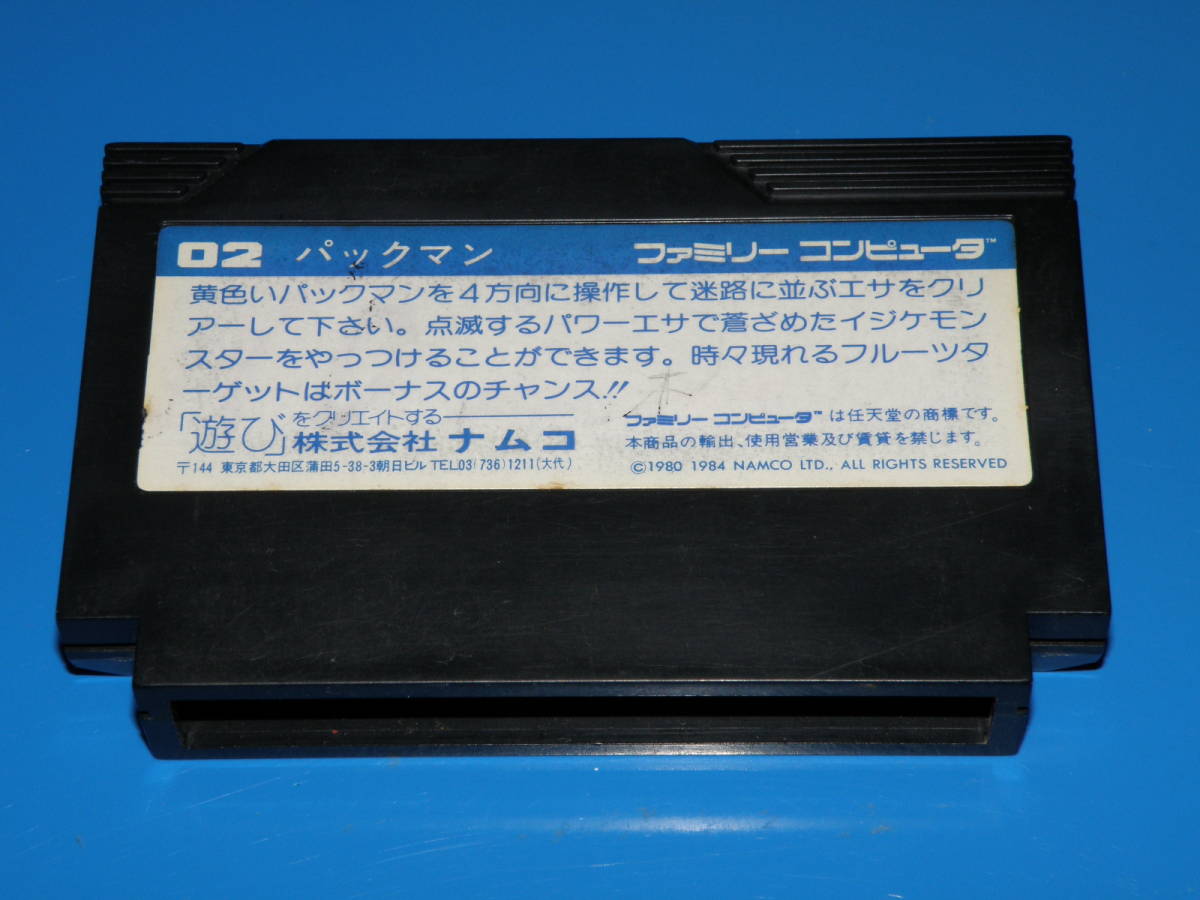 02 パックマン ファミリー コンピュータ™
黄色いパックマンを4方向に操作して迷路に並ぶエサをクリ
アーして下さい。点滅するパワーエサで蒼ざめたイジケモン
スターをやっつけることができます。時々現れるフルーツタ
ーゲットはボーナスのチャンス!!
「遊び」をクリエイトする
株式会社 ナムコ
〒144 東京都大田区蒲田5-38-3朝日ビル TEL03(736)1211(大代)
ファミリー コンピュータ™ は任天堂の商標です。
本商品の輸出、使用営業及び賃貸を禁じます。
©1980 1984 NAMCO LTD., ALL RIGHTS RESERVED